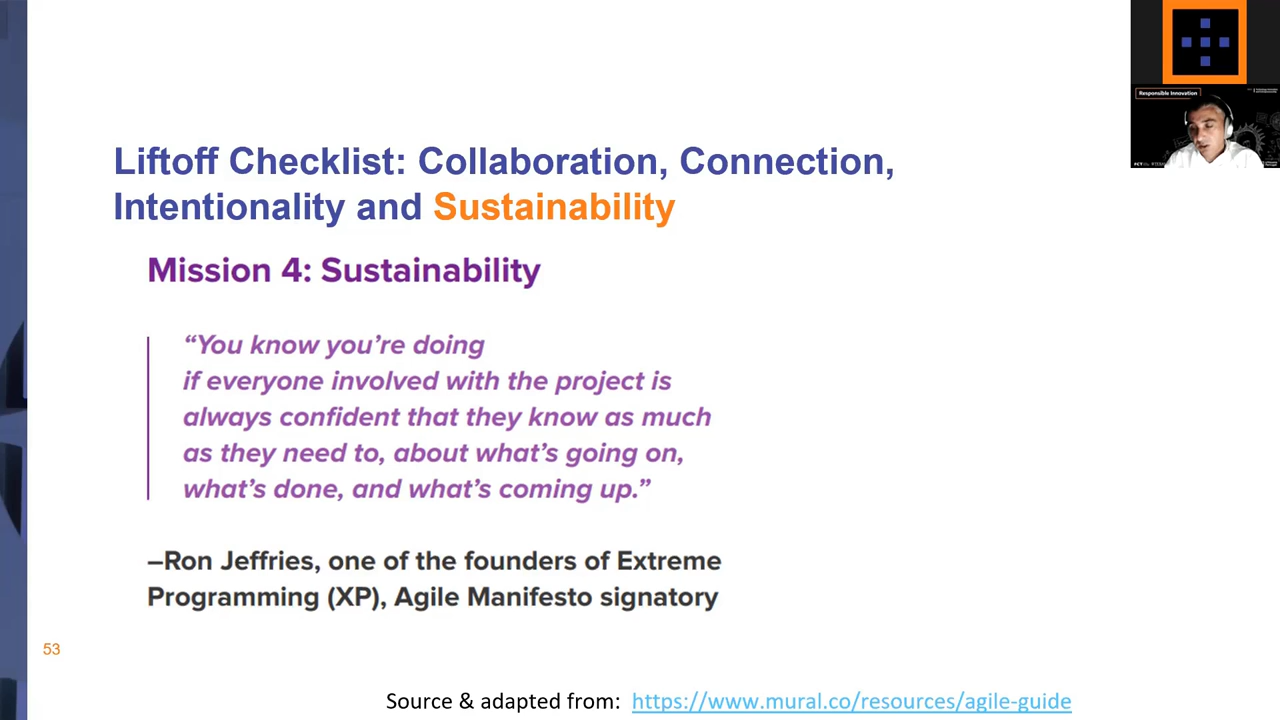 Responsible Innovation
Liftoff Checklist: Collaboration, Connection,
Intentionality and Sustainability
Mission 4: Sustainability
“You know you’re doing
if everyone involved with the project is
always confident that they know as much
as they need to, about what’s going on,
what’s done, and what’s coming up.”
–Ron Jeffries, one of the founders of Extreme
Programming (XP), Agile Manifesto signatory
53
Source & adapted from: https://www.mural.co/resources/agile-guide